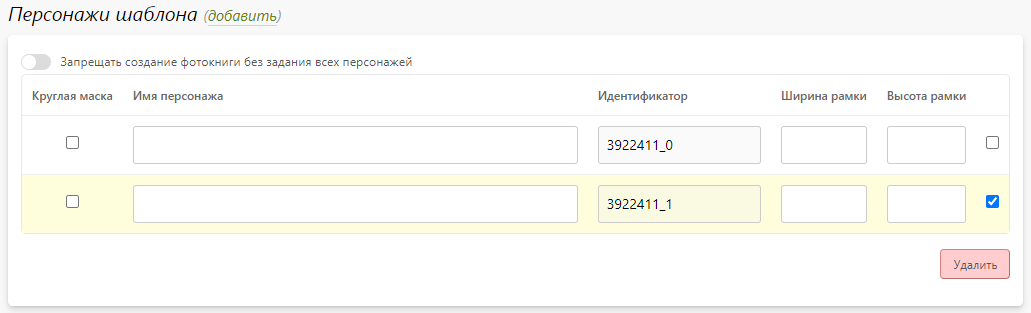 Персонажи шаблона (добавить)
Запрещать создание фотокниги без задания всех персонажей
Круглая маска Имя персонажа Идентификатор Ширина рамки Высота рамки
3922411_0
3922411_1
Удалить